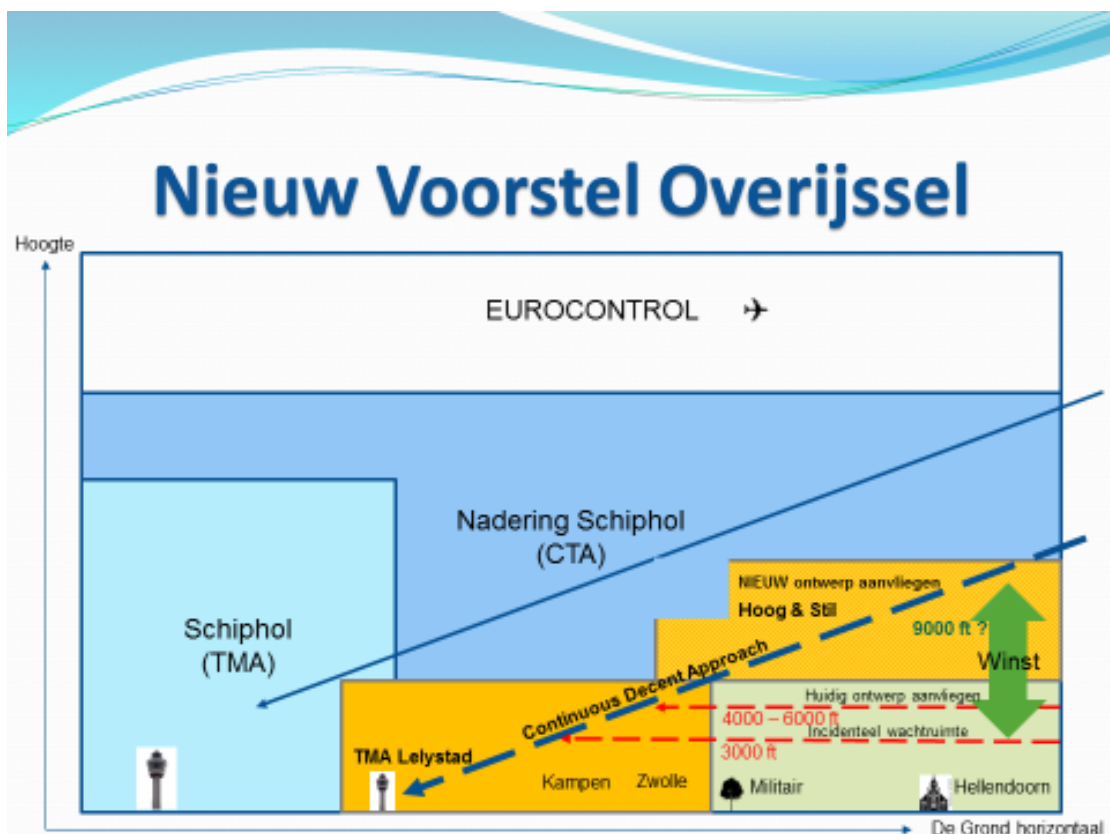 Nieuw Voorstel Overijssel
Hoogte
EUROCONTROL
Nadering Schiphol
(CTA)
Schiphol
(TMA)
NIEUW ontwerp aanvliegen
Hoog & Stil
9000 ft ?
Winst
Continuous Decent Approach
Huidig ontwerp aanvliegen
4000 – 6000 ft
Incidenteel wachtruimte
3000 ft
TMA Lelystad
Kampen
Zwolle
Militair
Hellendoorn
De Grond horizontaal